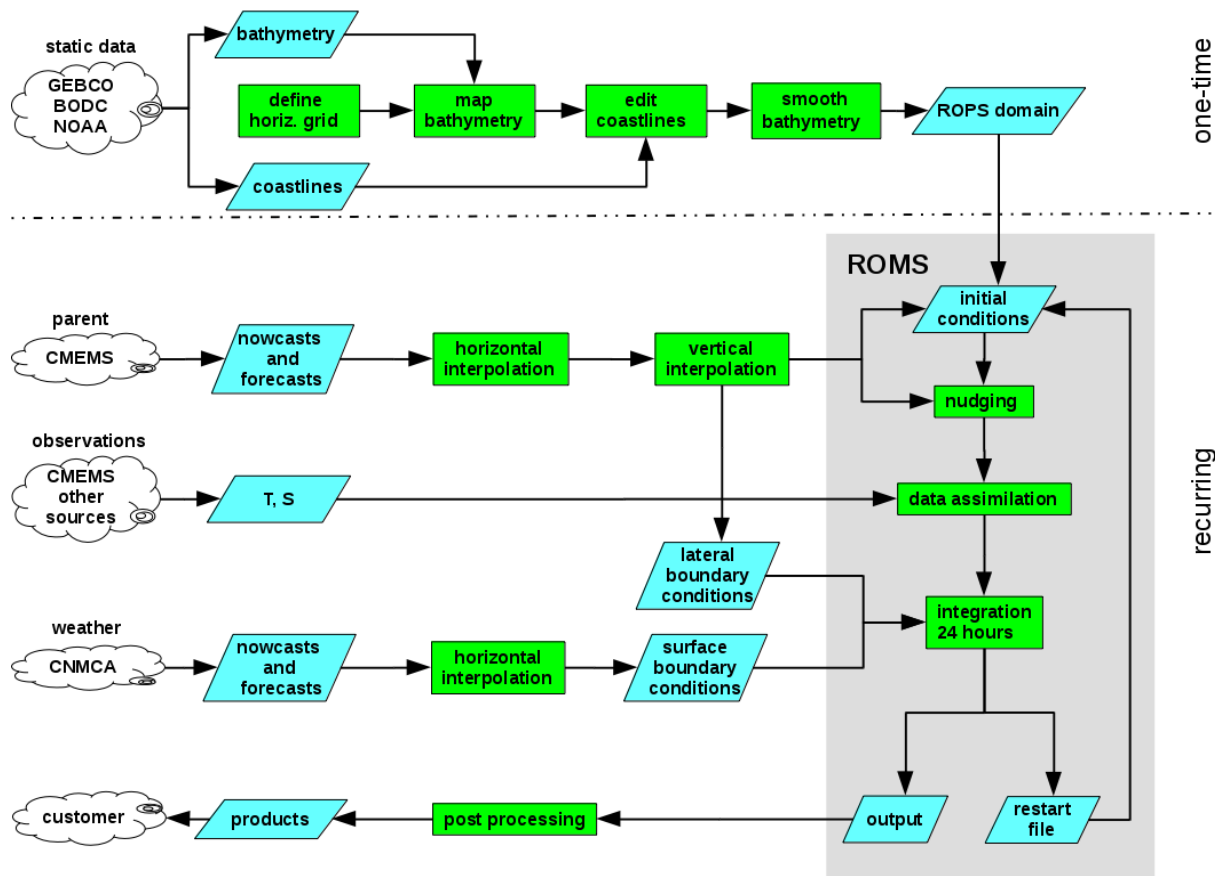 static data
GEBCO
BODC
NOAA
bathymetry
define
horiz. grid
map
bathymetry
edit
coastlines
smooth
bathymetry
ROPS domain
coastlines
one-time
ROMS
initial
conditions
parent
CMEMS
nowcasts
and
forecasts
horizontal
interpolation
vertical
interpolation
nudging
observations
CMEMS
other
sources
T, S
data assimilation
lateral
boundary
conditions
integration
24 hours
recurring
weather
CNMCA
nowcasts
and
forecasts
horizontal
interpolation
surface
boundary
conditions
customer
products
post processing
output
restart
file